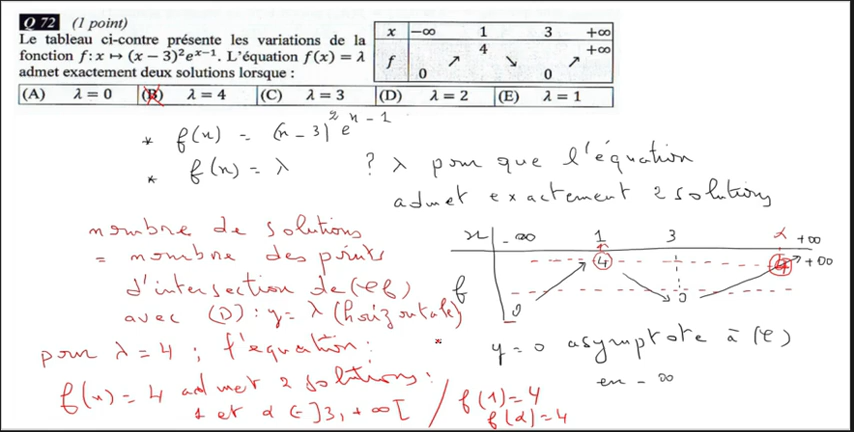 Q 72 (1 point)
Le tableau ci-contre présente les variations de la
fonction f: x ↦ (x − 3)²eˣ⁻¹. L'équation f(x) = λ
admet exactement deux solutions lorsque :
x −∞ 1 3 +∞
f 0 ↗ 4 ↘ 0 ↗ +∞
(A) λ = 0 (B) λ = 4 (C) λ = 3 (D) λ = 2 (E) λ = 1
* f(x) = (x − 3)² eˣ⁻¹
* f(x) = λ ? λ pour que l'équation
admet exactement 2 solutions
nombre de solutions
= nombre des points
d'intersection de (𝒞f)
avec (D) : y = λ (horizontale)
pour λ = 4 ; l'equation :
f(x) = 4 admet 2 solutions :
1 et α ∈ ]3, +∞[ / f(1) = 4
f(α) = 4
x −∞ 1 3 α +∞
f 0 4 0 4 +∞
* y = 0 asymptote à (𝒞)
en −∞